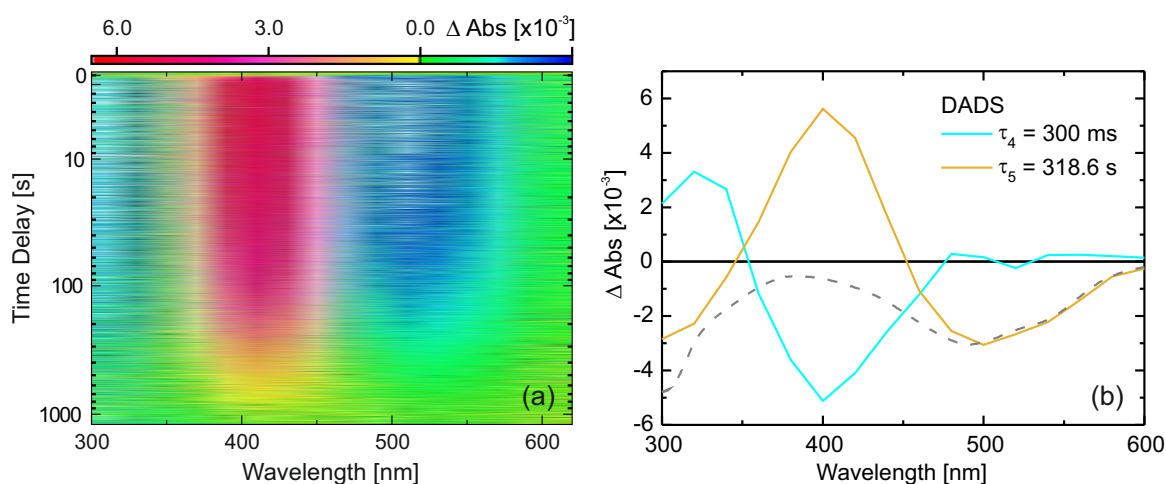 6.0 3.0 0.0 Δ Abs [x10⁻³]
0
10
100
1000
Time Delay [s]
(a)
300 400 500 600
Wavelength [nm]
6
4
2
0
-2
-4
-6
Δ Abs [x10⁻³]
DADS
τ₄ = 300 ms
τ₅ = 318.6 s
(b)
300 400 500 600
Wavelength [nm]